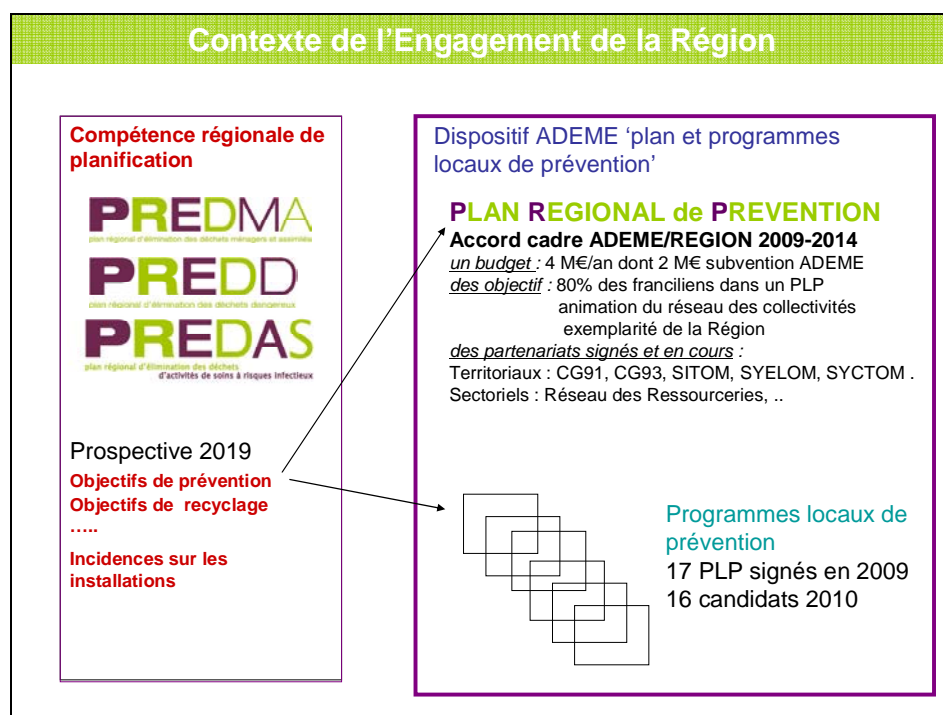 Contexte de l'Engagement de la Région
Compétence régionale de
planification
PREDMA
plan régional d'élimination des déchets ménagers et assimilés
PREDD
plan régional d'élimination des déchets dangereux
PREDAS
plan régional d'élimination des déchets
d'activités de soins à risques infectieux
Prospective 2019
Objectifs de prévention
Objectifs de recyclage
…..
Incidences sur les
installations
Dispositif ADEME 'plan et programmes
locaux de prévention'
PLAN REGIONAL de PREVENTION
Accord cadre ADEME/REGION 2009-2014
un budget : 4 M€/an dont 2 M€ subvention ADEME
des objectif : 80% des franciliens dans un PLP
animation du réseau des collectivités
exemplarité de la Région
des partenariats signés et en cours :
Territoriaux : CG91, CG93, SITOM, SYELOM, SYCTOM .
Sectoriels : Réseau des Ressourceries, ..
Programmes locaux de
prévention
17 PLP signés en 2009
16 candidats 2010